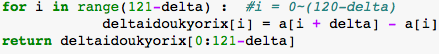 for i in range(121-delta) :  #i = 0~(120-delta)
        deltaidoukyorix[i] = a[i + delta] - a[i]
return deltaidoukyorix[0:121-delta]